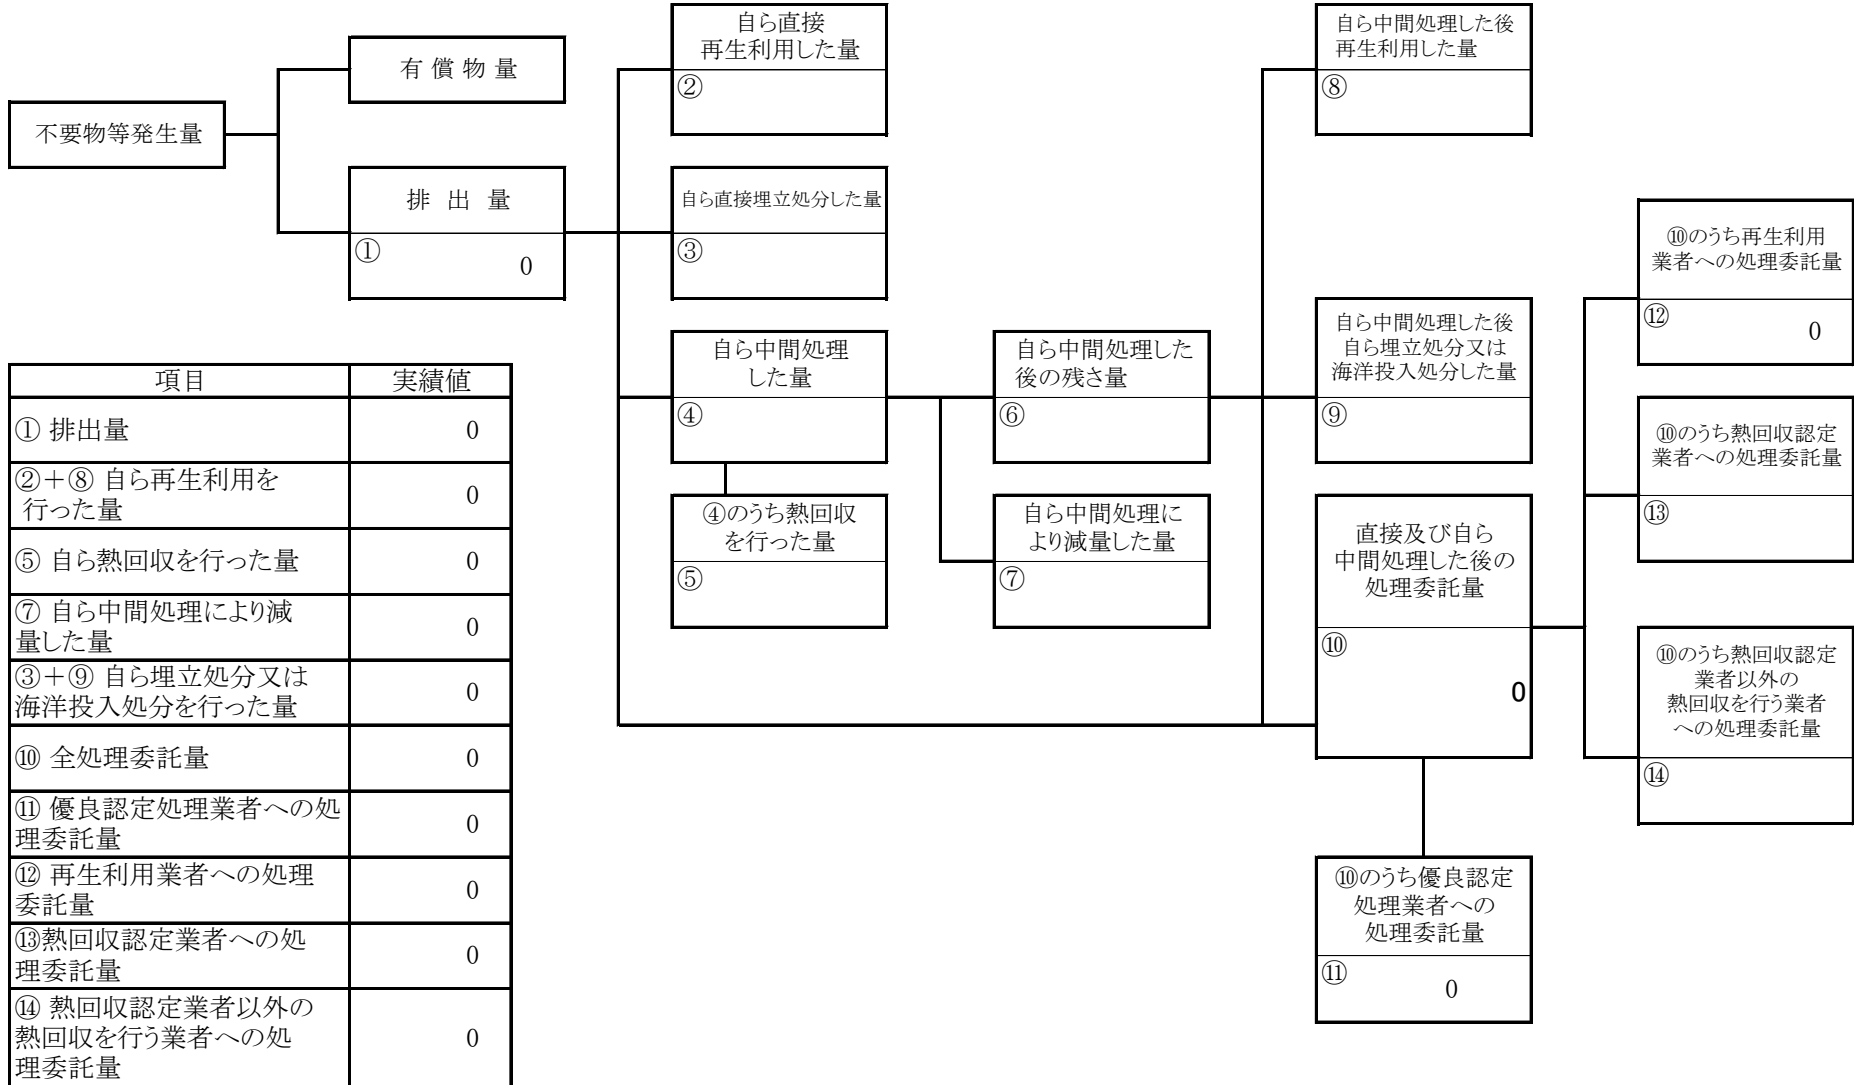 不要物等発生量
有 償 物 量
排 出 量
①
0
自ら直接
再生利用した量
②
自ら直接埋立処分した量
③
自ら中間処理
した量
④
④のうち熱回収
を行った量
⑤
自ら中間処理した
後の残さ量
⑥
自ら中間処理に
より減量した量
⑦
自ら中間処理した後
再生利用した量
⑧
自ら中間処理した後
自ら埋立処分又は
海洋投入処分した量
⑨
直接及び自ら
中間処理した後の
処理委託量
⑩
0
⑩のうち優良認定
処理業者への
処理委託量
⑪
0
⑩のうち再生利用
業者への処理委託量
⑫
0
⑩のうち熱回収認定
業者への処理委託量
⑬
⑩のうち熱回収認定
業者以外の
熱回収を行う業者
への処理委託量
⑭
項目 実績値
① 排出量 0
②＋⑧ 自ら再生利用を
行った量 0
⑤ 自ら熱回収を行った量 0
⑦ 自ら中間処理により減
量した量 0
③＋⑨ 自ら埋立処分又は
海洋投入処分を行った量 0
⑩ 全処理委託量 0
⑪ 優良認定処理業者への処
理委託量 0
⑫ 再生利用業者への処理
委託量 0
⑬熱回収認定業者への処
理委託量 0
⑭ 熱回収認定業者以外の
熱回収を行う業者への処
理委託量 0